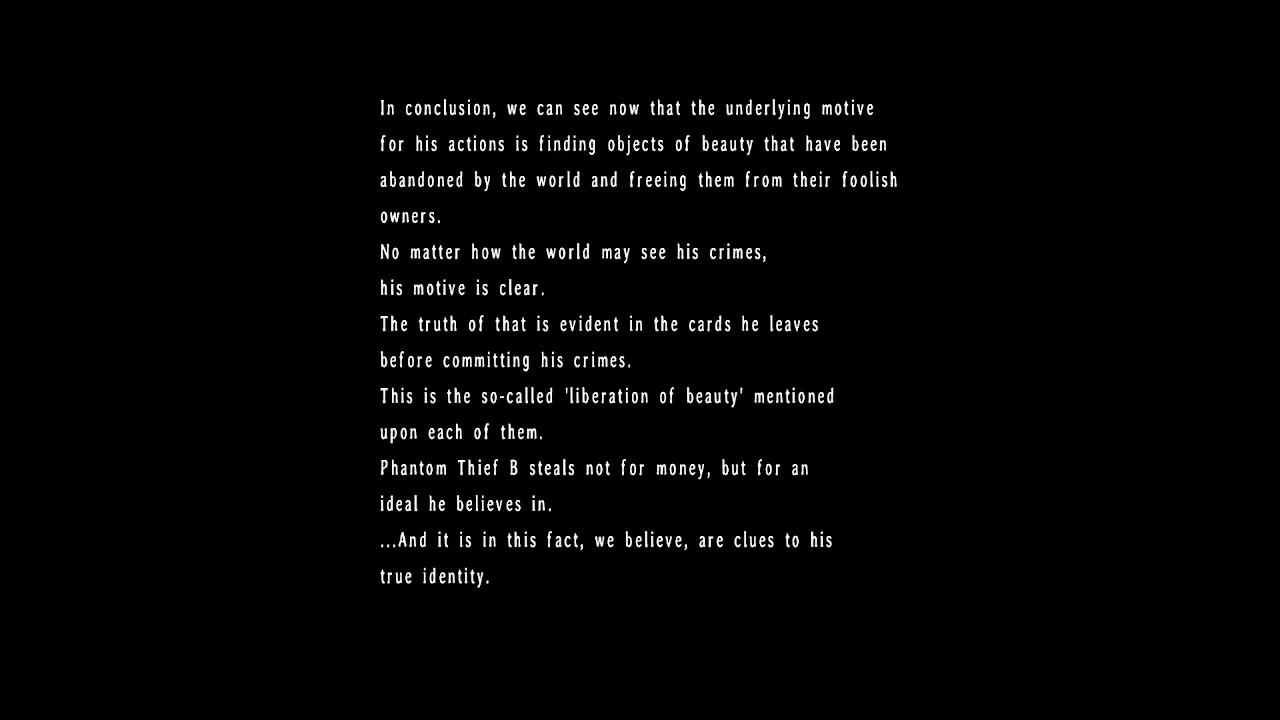 In conclusion, we can see now that the underlying motive
for his actions is finding objects of beauty that have been
abandoned by the world and freeing them from their foolish
owners.
No matter how the world may see his crimes,
his motive is clear.
The truth of that is evident in the cards he leaves
before committing his crimes.
This is the so-called 'liberation of beauty' mentioned
upon each of them.
Phantom Thief B steals not for money, but for an
ideal he believes in.
...And it is in this fact, we believe, are clues to his
true identity.